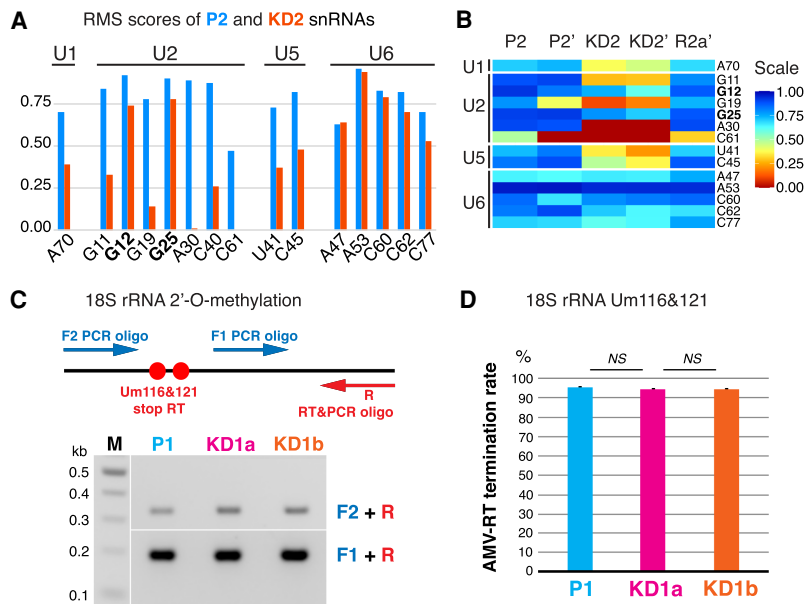 A
RMS scores of P2 and KD2 snRNAs
U1 U2 U5 U6
0.75
0.50
0.25
0.00
A70 G11 G12 G19 G25 A30 C40 C61 U41 C45 A47 A53 C60 C62 C77
B
P2 P2' KD2 KD2' R2a'
U1
U2
U5
U6
A70
G11
G12
G19
G25
A30
C61
U41
C45
A47
A53
C60
C62
C77
Scale
1.00
0.75
0.50
0.25
0.00
C
18S rRNA 2'-O-methylation
F2 PCR oligo F1 PCR oligo
Um116&121
stop RT
R
RT&PCR oligo
kb M P1 KD1a KD1b
0.5
0.4
0.3
0.2
0.1
F2 + R
F1 + R
D
18S rRNA Um116&121
%
NS NS
AMV-RT termination rate
100
90
80
70
60
50
40
30
20
10
0
P1 KD1a KD1b